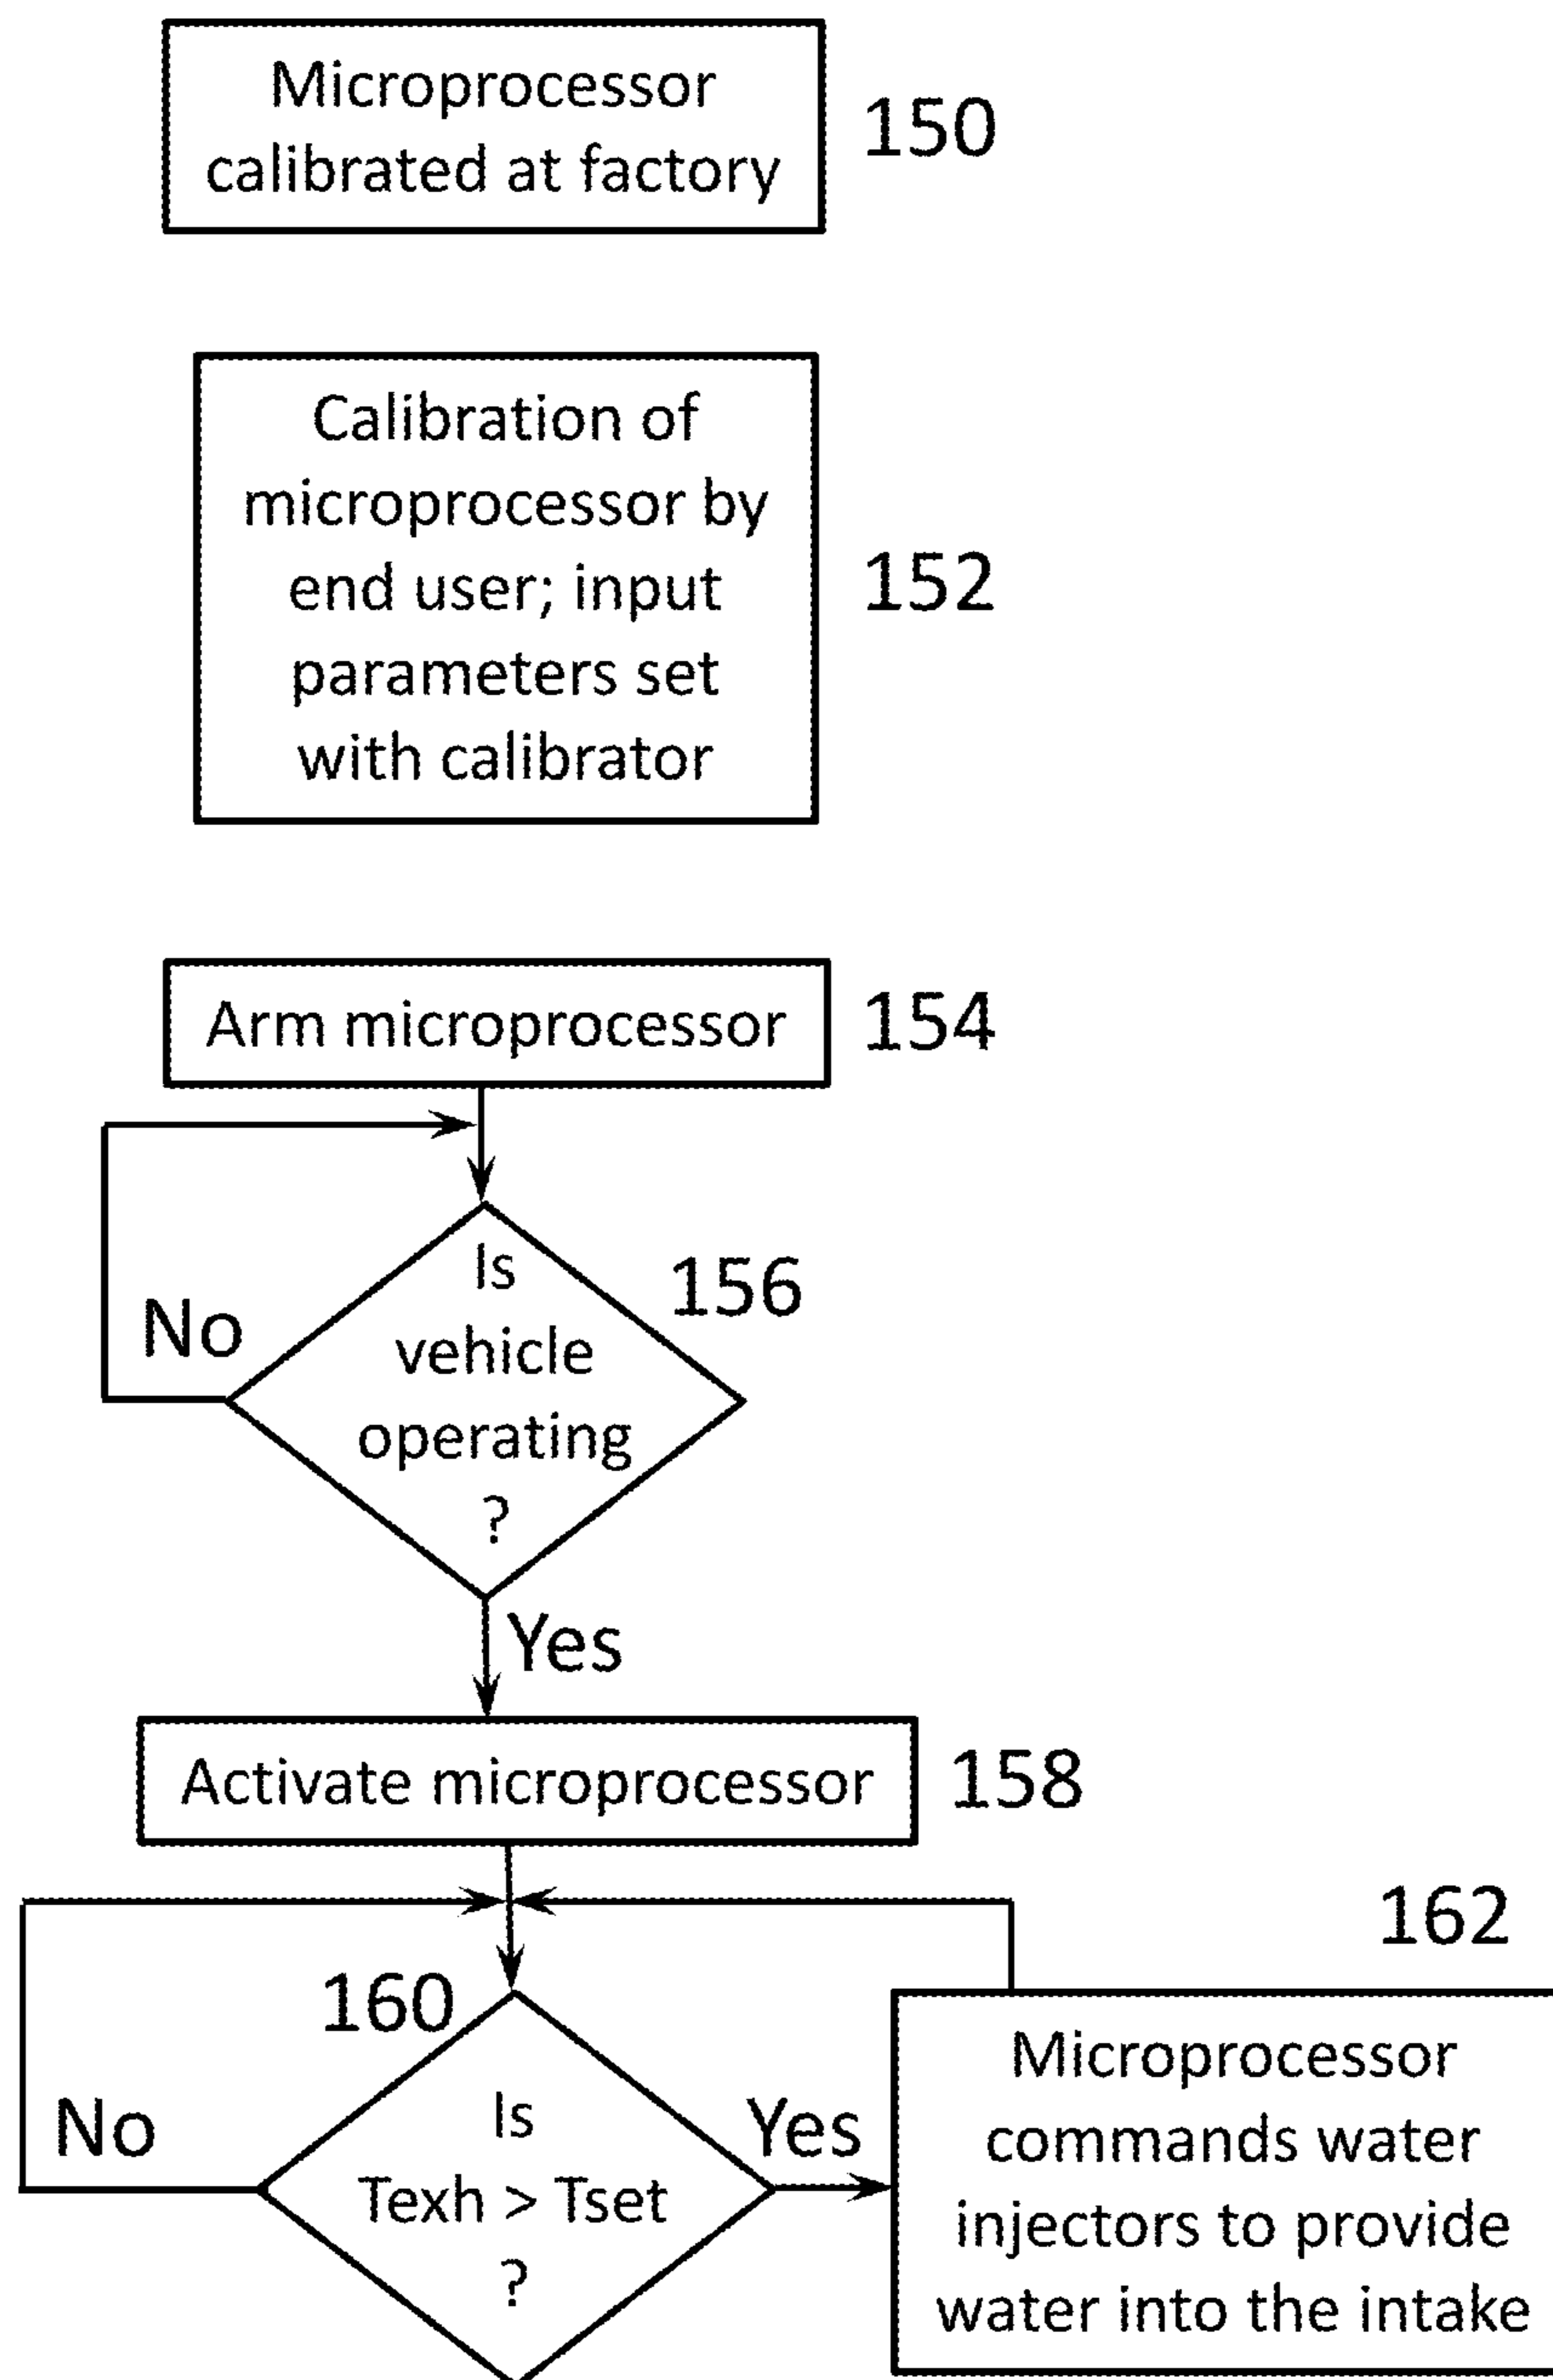 Microprocessor
calibrated at factory
150
Calibration of
microprocessor by
end user; input
parameters set
with calibrator
152
Arm microprocessor
154
Is
vehicle
operating
?
156
No
Yes
Activate microprocessor
158
160
Is
Texh > Tset
?
No
Yes
162
Microprocessor
commands water
injectors to provide
water into the intake